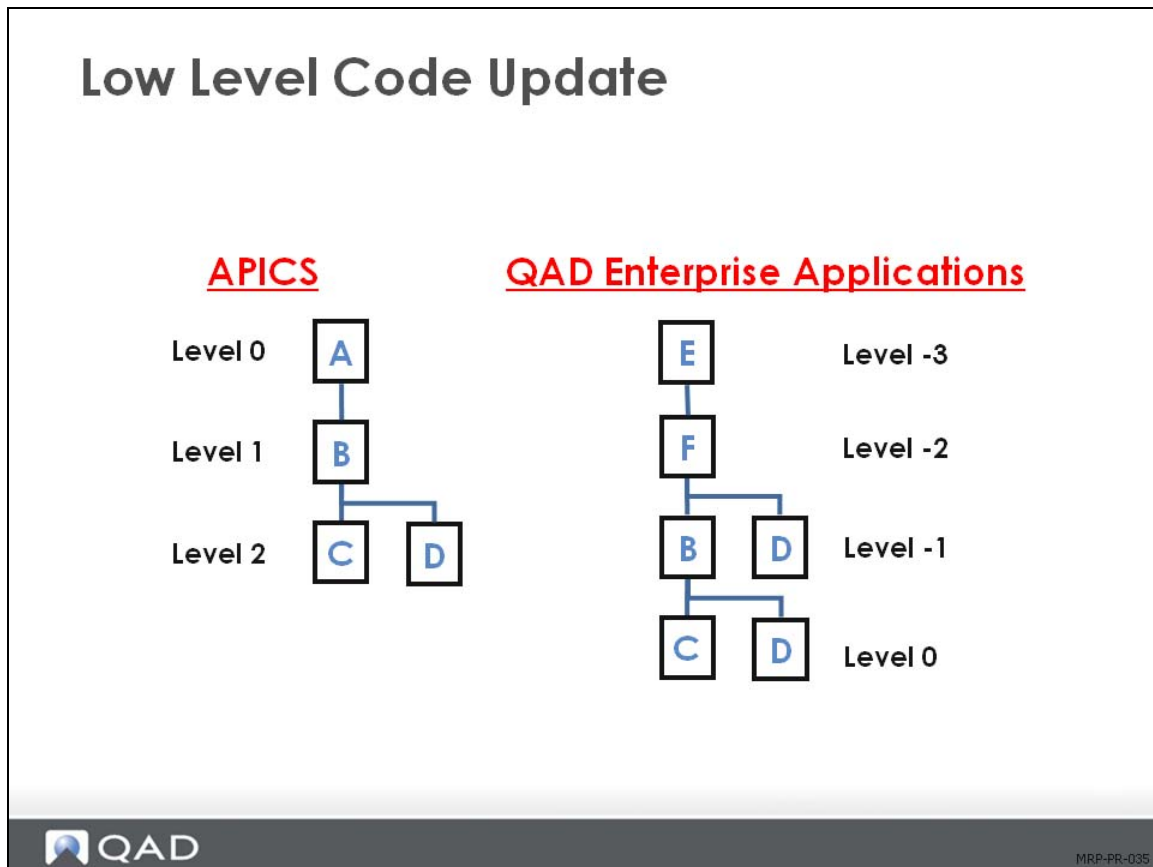 Low Level Code Update
APICS
Level 0
A
Level 1
B
Level 2
C
D
QAD Enterprise Applications
E
Level -3
F
Level -2
B
D
Level -1
C
D
Level 0
QAD
MRP-PR-035